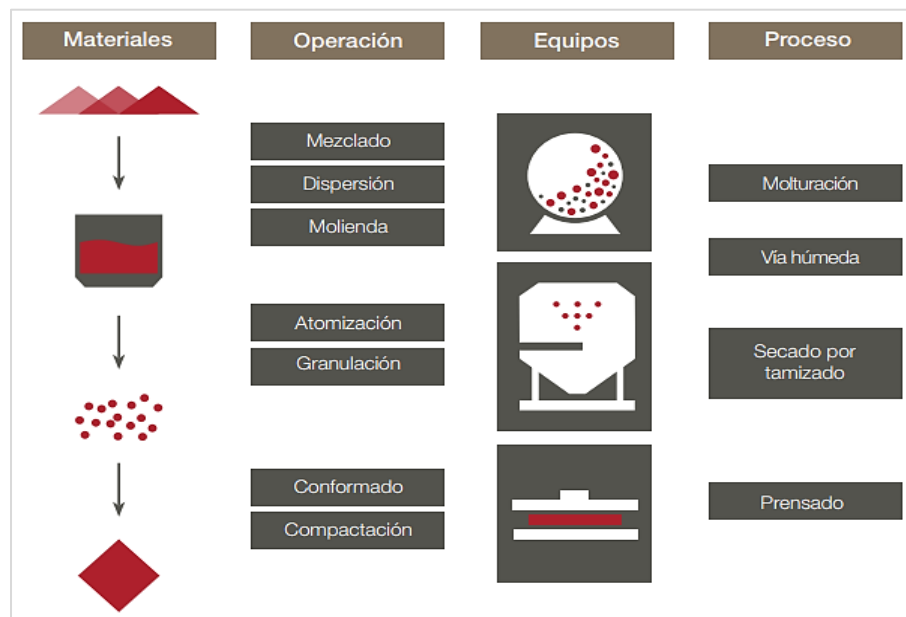 Materiales
Operación
Equipos
Proceso
Mezclado
Dispersión
Molienda
Molturación
Vía húmeda
Atomización
Granulación
Secado por
tamizado
Conformado
Compactación
Prensado